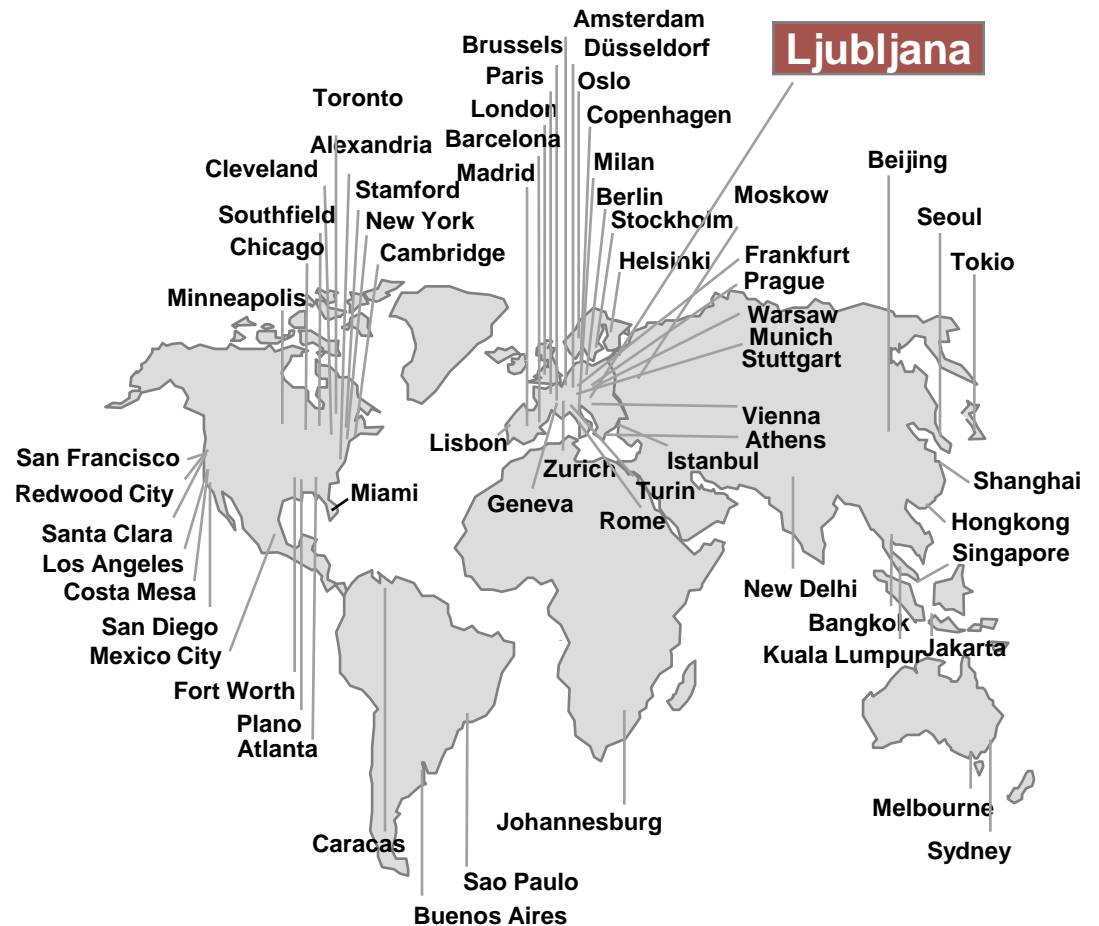 Amsterdam
Ljubljana
Brussels
Düsseldorf
Paris
Oslo
Toronto
London
Copenhagen
Alexandria
Barcelona
Cleveland
Madrid
Milan
Beijing
Stamford
Berlin
Moskow
Southfield
New York
Stockholm
Seoul
Chicago
Cambridge
Helsinki
Frankfurt
Tokio
Prague
Minneapolis
Warsaw
Munich
Stuttgart
Vienna
Lisbon
Athens
San Francisco
Zurich
Istanbul
Redwood City
Miami
Geneva
Turin
Shanghai
Rome
Santa Clara
Hongkong
Los Angeles
Singapore
Costa Mesa
New Delhi
San Diego
Bangkok
Mexico City
Kuala Lumpur
Jakarta
Fort Worth
Plano
Atlanta
Melbourne
Johannesburg
Caracas
Sydney
Sao Paulo
Buenos Aires